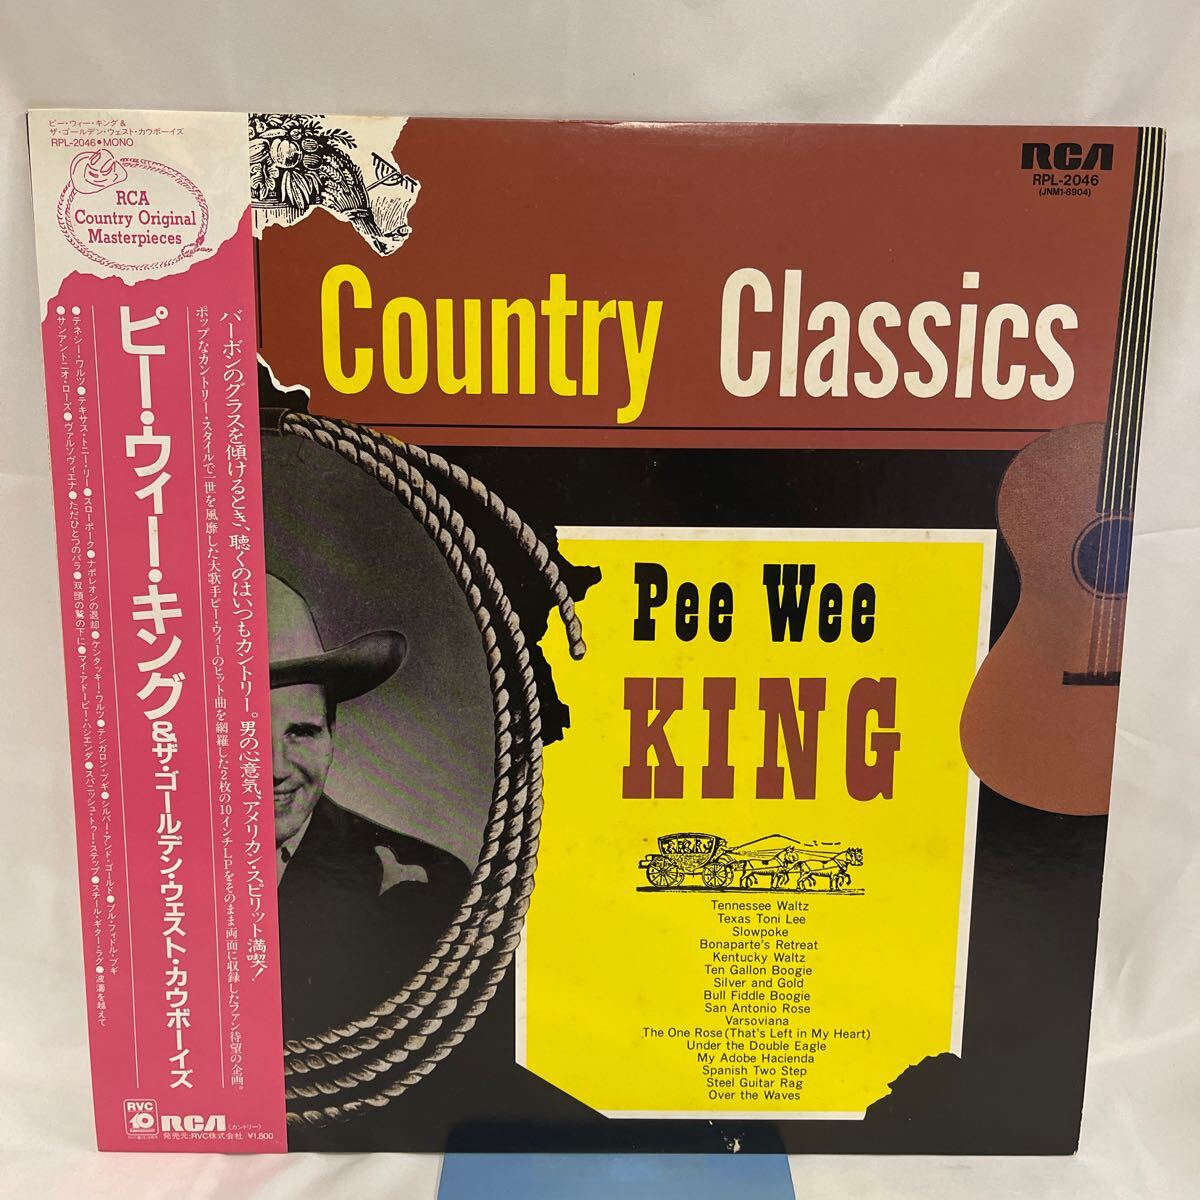 ピー・ウィー・キング&
ザ・ゴールデン・ウェスト・カウボーイズ
RPL-2046●MONO
RCA
Country Original
Masterpieces
バーボンのグラスを傾けるとき、聴くのはいつもカントリー。男の心意気、アメリカン・スピリット満喫!
ポップなカントリー・スタイルで一世を風靡した大歌手ピー・ウィーのヒット曲を網羅した2枚の10インチLPをそのまま両面に収録したファン待望の企画。
ピー・ウィー・キング&ザ・ゴールデン・ウェスト・カウボーイズ
●テネシー・ワルツ●テキサス・トニー・リー●スローポーク●ナポレオンの退却●ケンタッキー・ワルツ●テンガロン・ブギ●シルバー・アンド・ゴールド●ブル・フィドル・ブギ
●サンアントニオ・ローズ●ヴァルソヴィエナ●ただひとつのバラ●双頭の鷲の下に●マイ・アドービー・ハシエンダ●スパニッシュ・トゥー・ステップ●スチール・ギター・ラグ●波濤を越えて
RVC
10
RCA
(カントリー)
発売元:RVC株式会社 ¥1,800
RCA
RPL-2046
(JNM1-8904)
Country Classics
Pee Wee
KING
Tennessee Waltz
Texas Toni Lee
Slowpoke
Bonaparte's Retreat
Kentucky Waltz
Ten Gallon Boogie
Silver and Gold
Bull Fiddle Boogie
San Antonio Rose
Varsoviana
The One Rose (That's Left in My Heart)
Under the Double Eagle
My Adobe Hacienda
Spanish Two Step
Steel Guitar Rag
Over the Waves